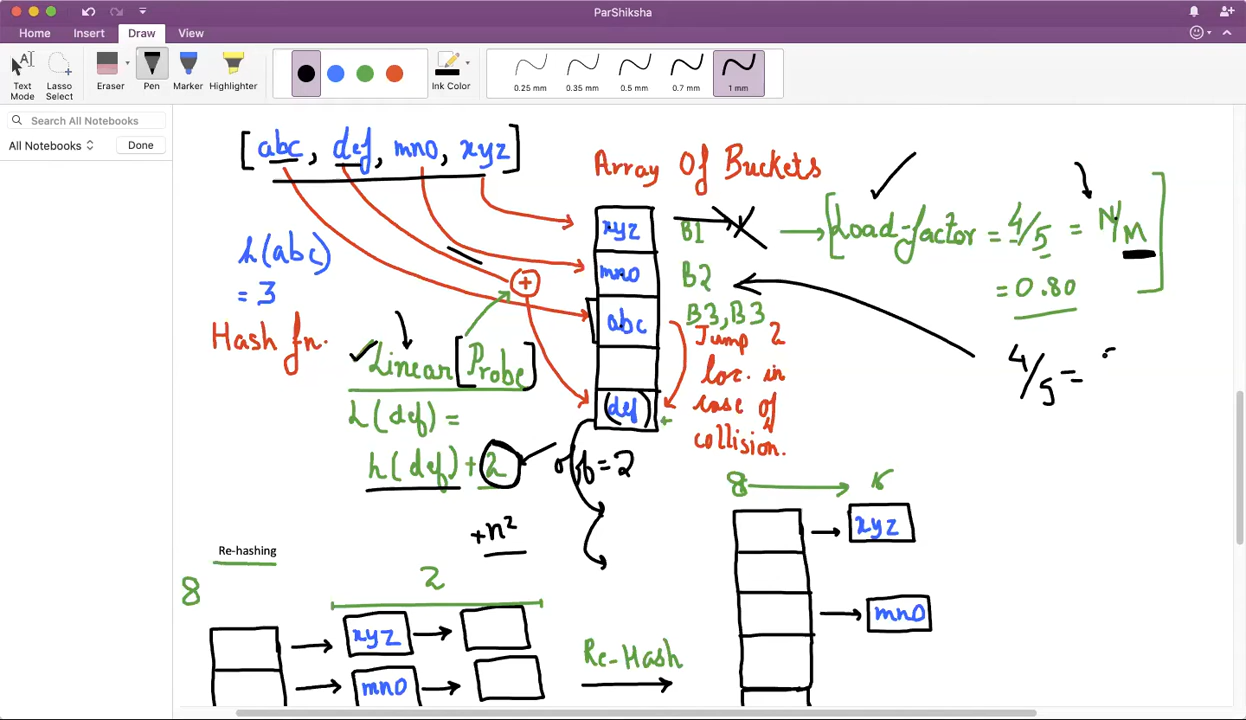 ParShiksha
Home Insert Draw View
Text Mode
Lasso Select
Eraser
Pen
Marker
Highlighter
Ink Color
0.25 mm
0.35 mm
0.5 mm
0.7 mm
1 mm
Search All Notebooks
All Notebooks
Done
[abc, def, mno, xyz]
Array Of Buckets
h(abc)
= 3
Hash fn.
xyz B1
mno B2
abc B3, B3
(def)
[Load-factor = 4/5 = N/M]
= 0.80
4/5 =
Jump 2
loc. in
case of
collision.
Linear [Probe]
h(def) =
h(def) + 2
off = 2
+n²
Re-hashing
8
2
xyz
mno
Re-Hash
8
xyz
mno